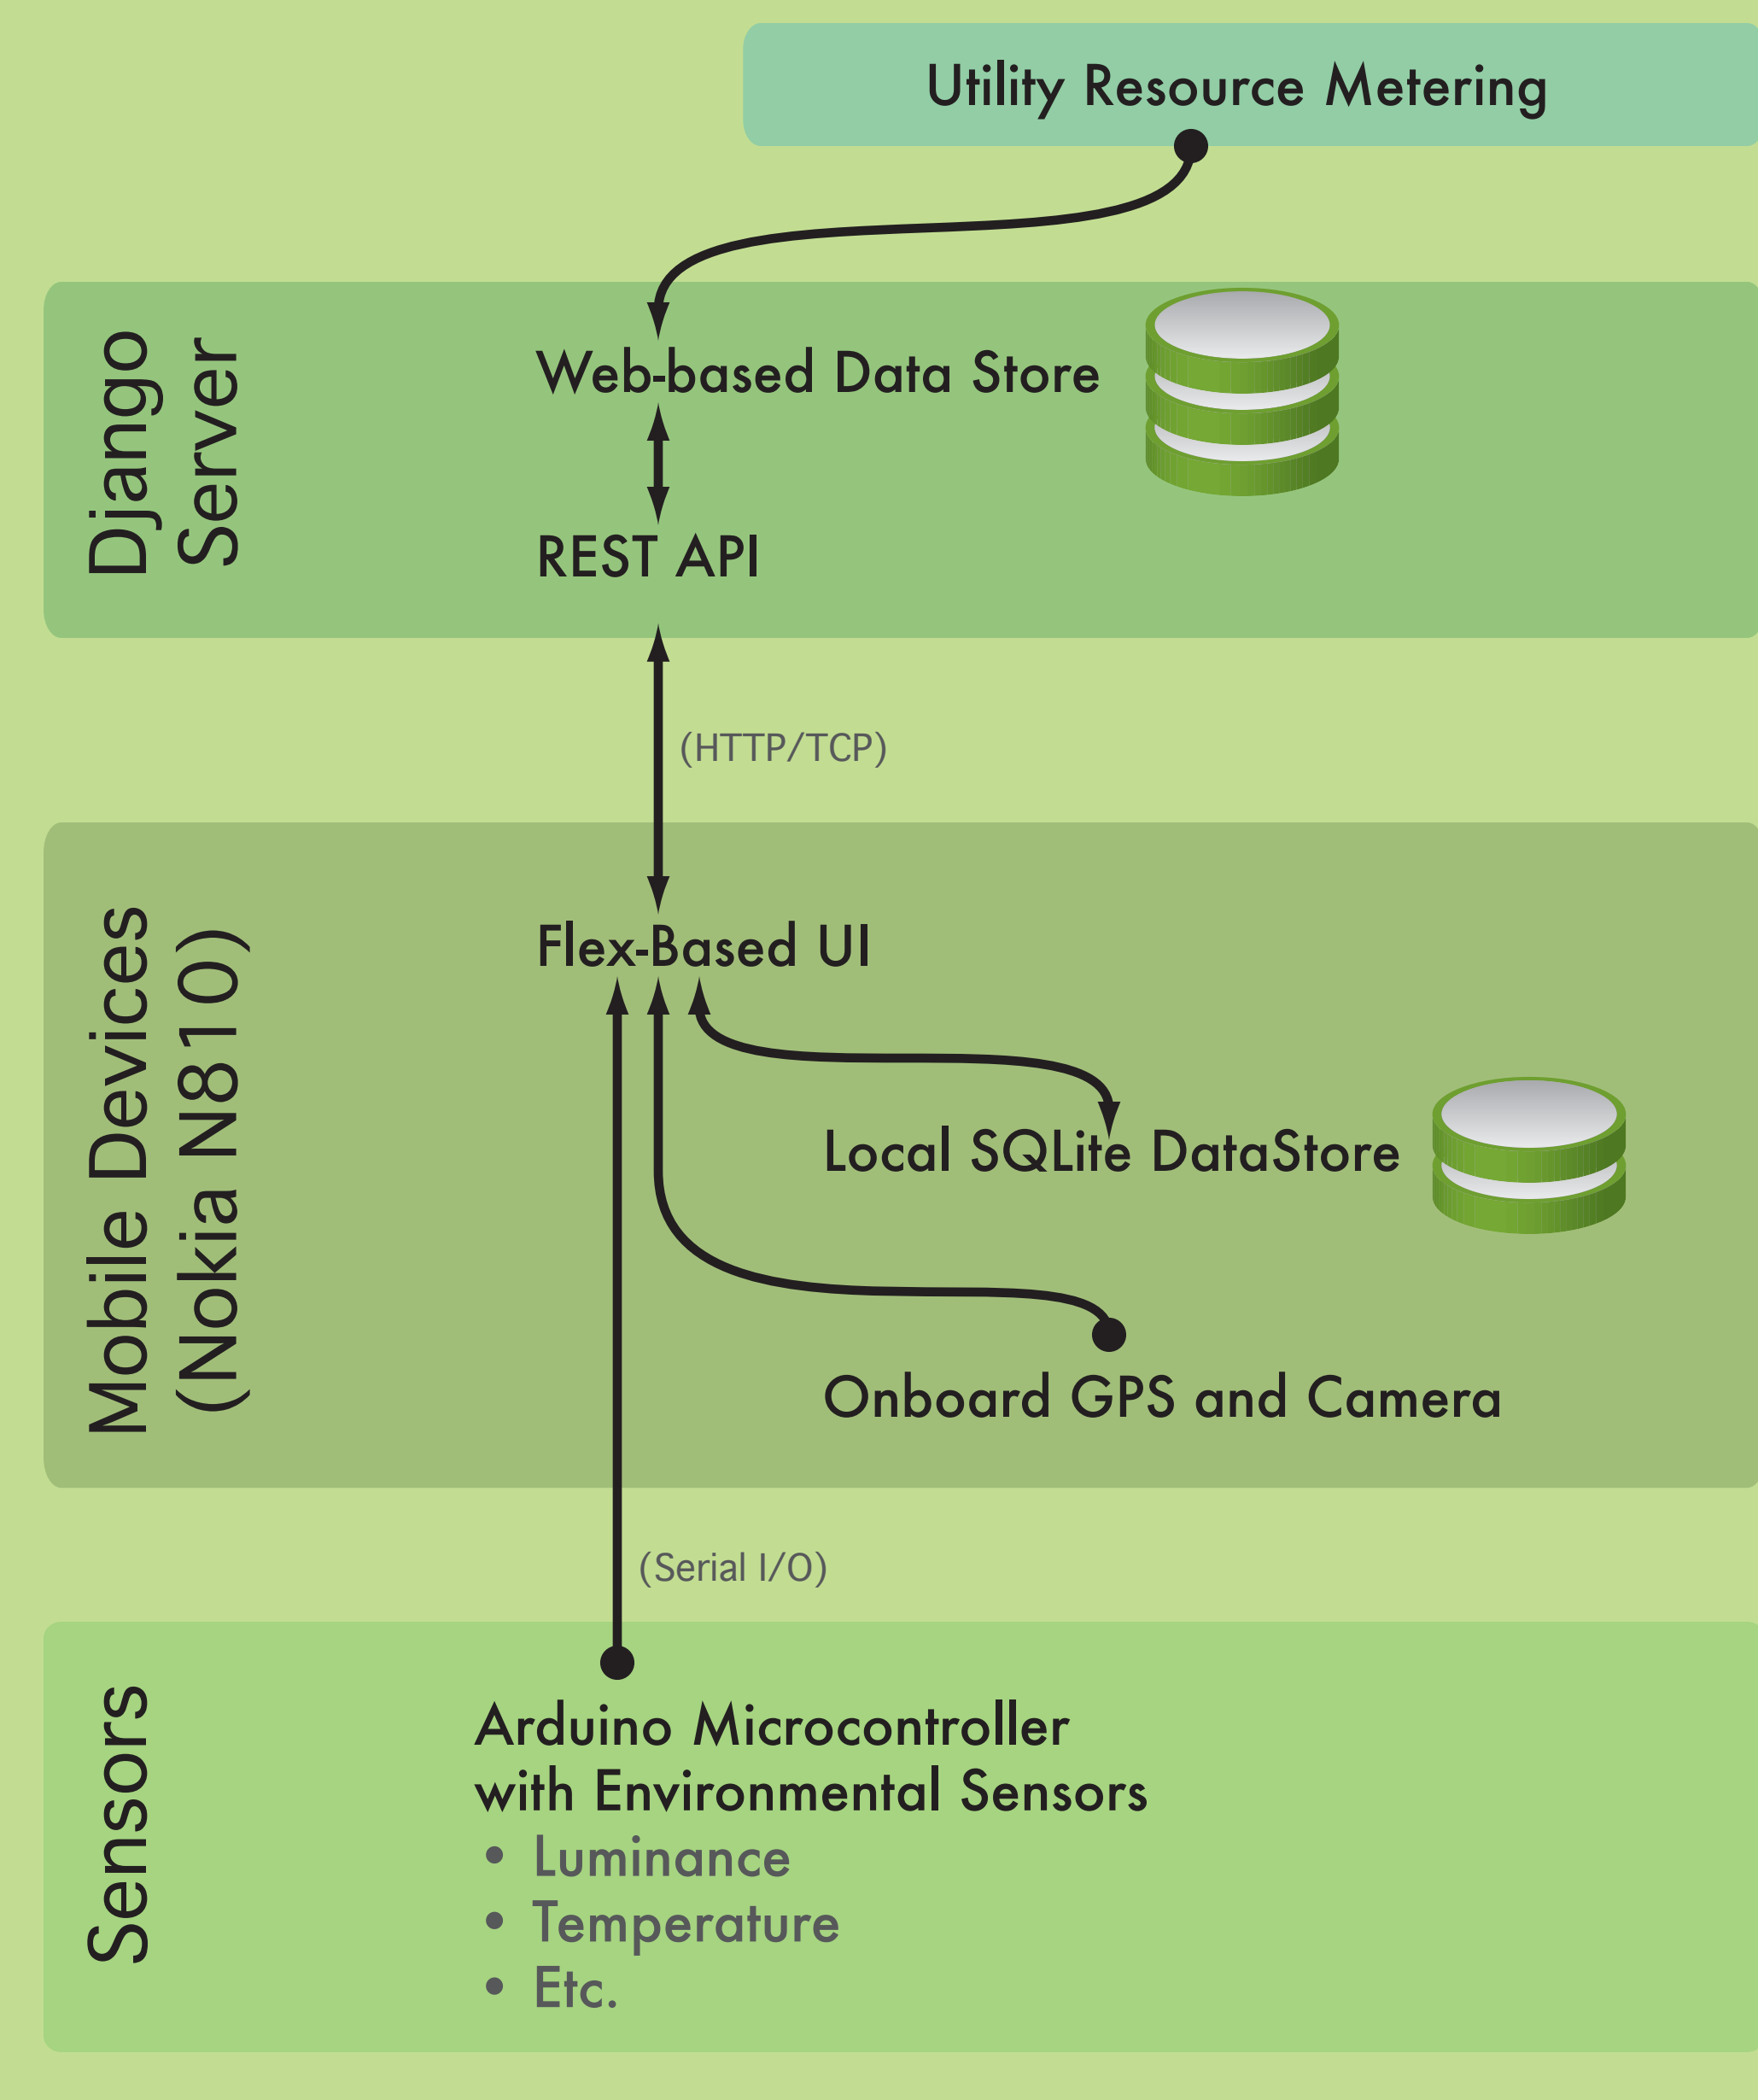 Utility Resource Metering
Django
Server
Web-based Data Store
REST API
(HTTP/TCP)
Mobile Devices
(Nokia N810)
Flex-Based UI
Local SQLite DataStore
Onboard GPS and Camera
(Serial I/O)
Sensors
Arduino Microcontroller
with Environmental Sensors
• Luminance
• Temperature
• Etc.